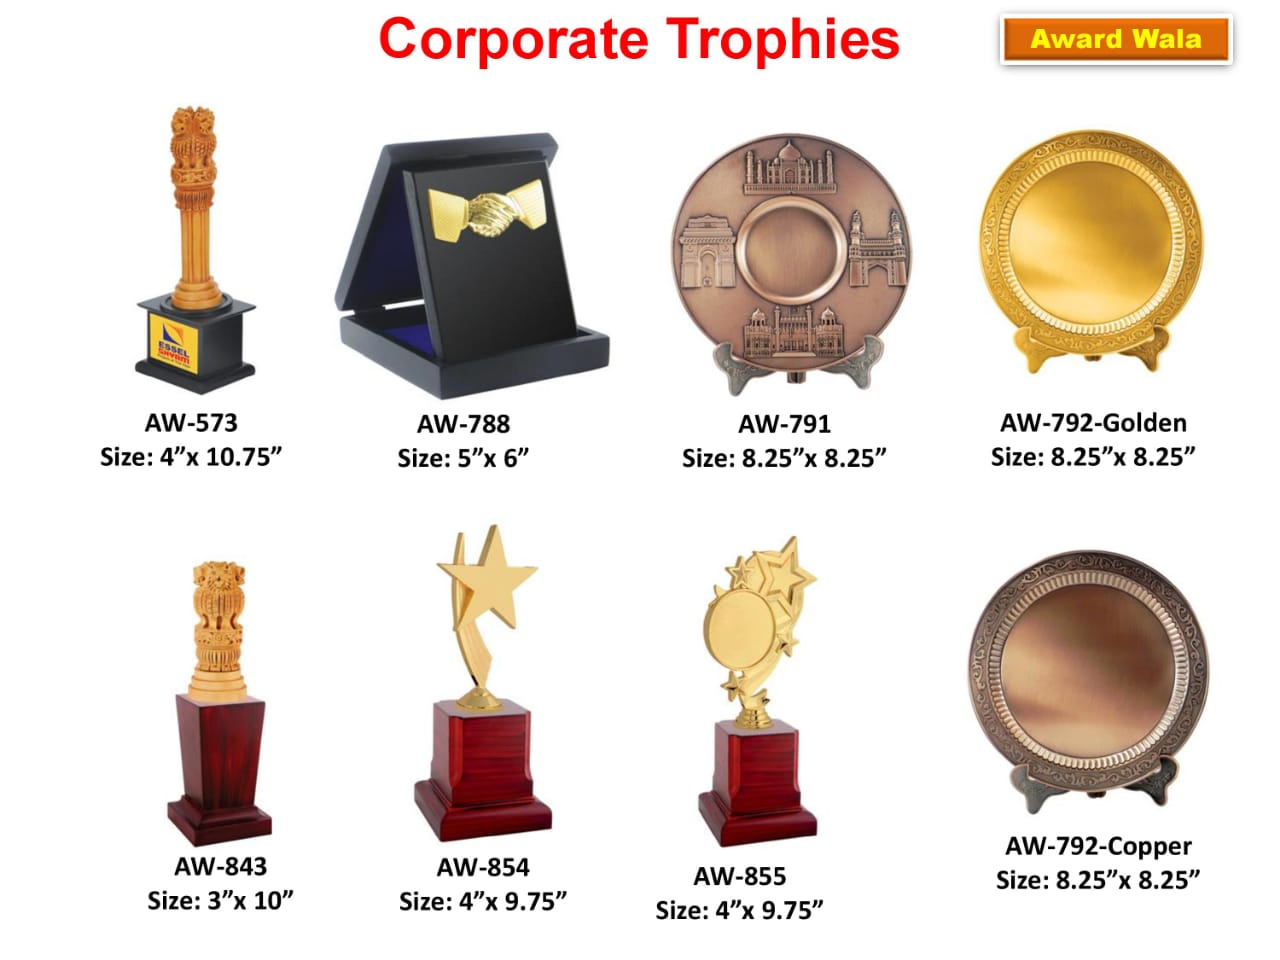 Corporate Trophies
Award Wala
ESSEL
AW-573
Size: 4”x 10.75”
AW-788
Size: 5”x 6”
AW-791
Size: 8.25”x 8.25”
AW-792-Golden
Size: 8.25”x 8.25”
AW-843
Size: 3”x 10”
AW-854
Size: 4”x 9.75”
AW-855
Size: 4”x 9.75”
AW-792-Copper
Size: 8.25”x 8.25”